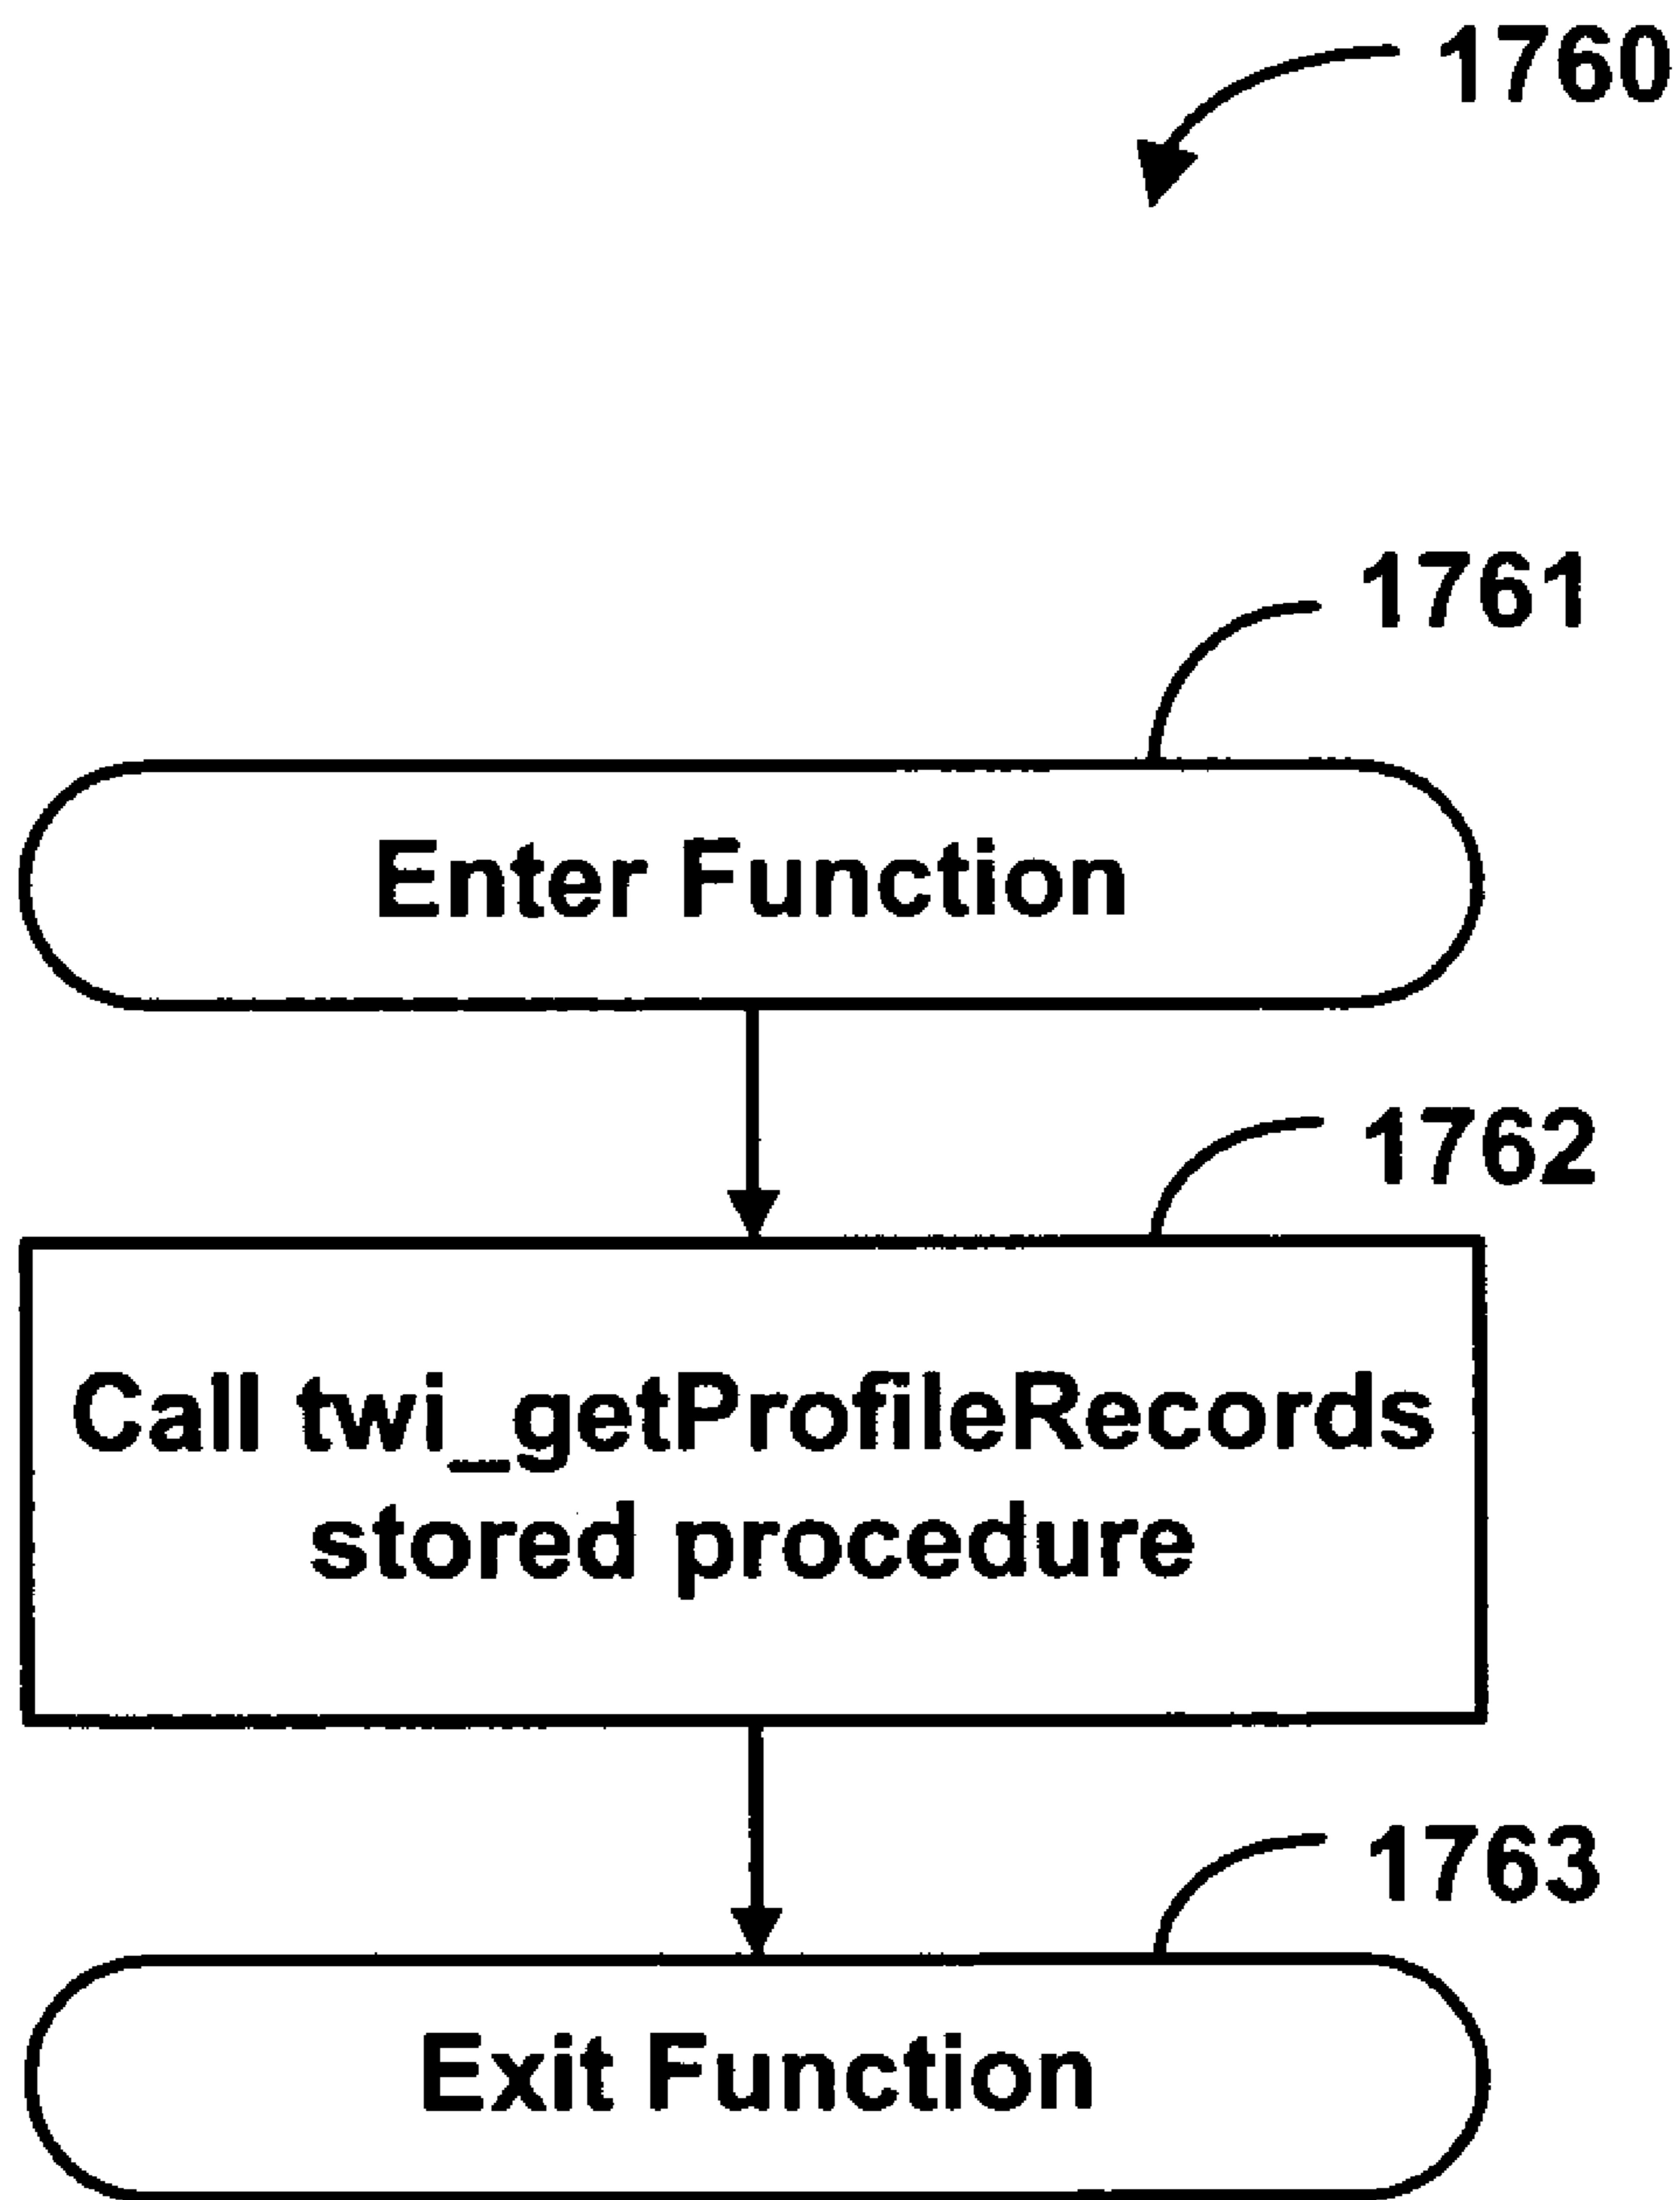 1760
1761
Enter Function
1762
Call twi_getProfileRecords
stored procedure
1763
Exit Function